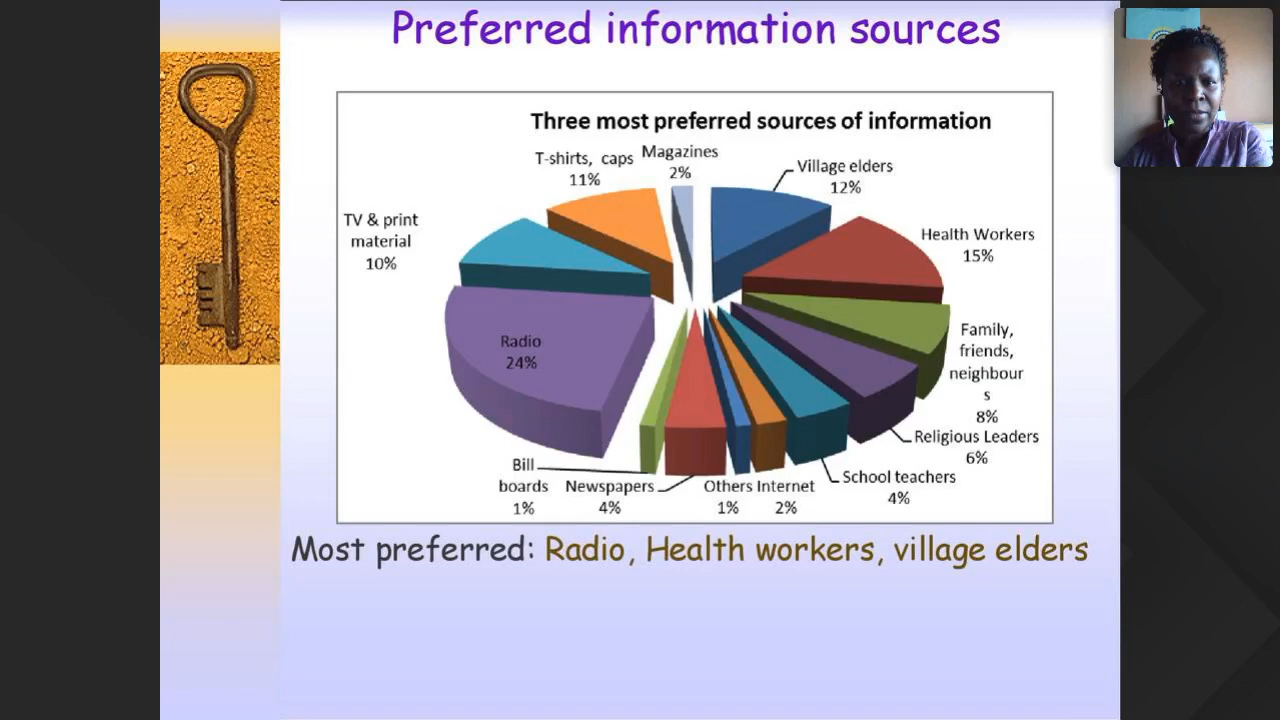 Preferred information sources
Three most preferred sources of information
T-shirts, caps
11%
Magazines
2%
Village elders
12%
TV & print
material
10%
Health Workers
15%
Radio
24%
Family,
friends,
neighbour
s
8%
Religious Leaders
6%
School teachers
4%
Bill
boards
1%
Newspapers
4%
Others
1%
Internet
2%
Most preferred: Radio, Health workers, village elders